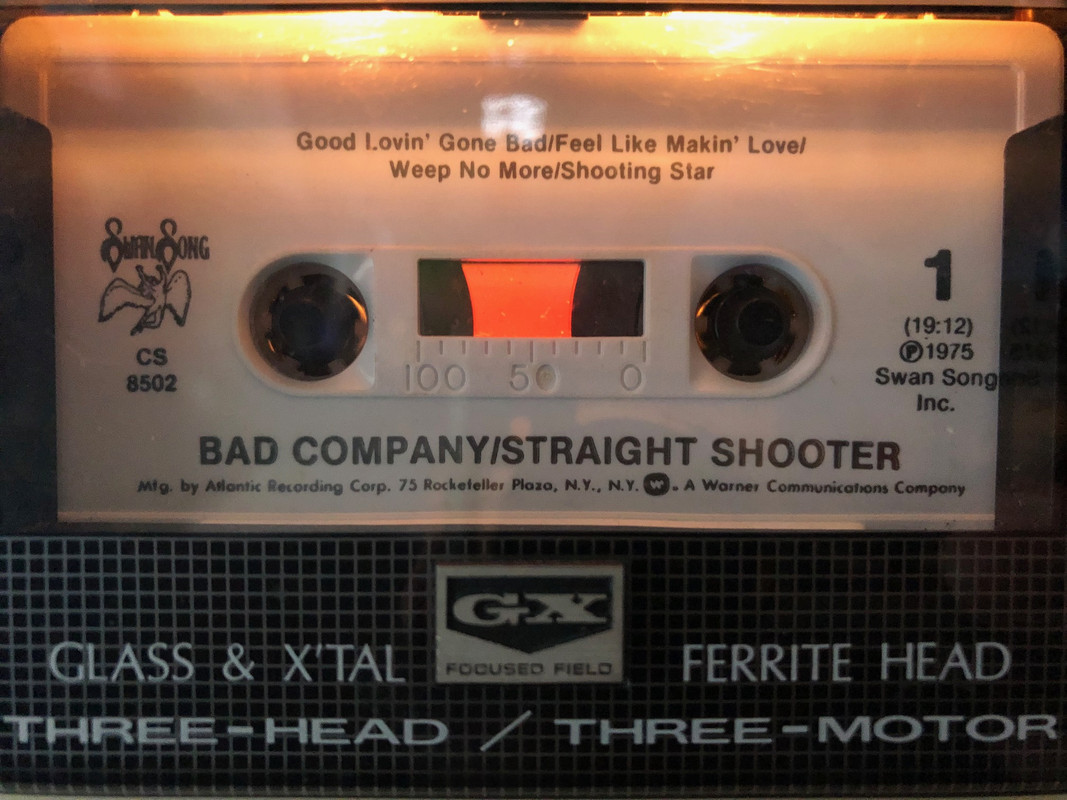 Good Lovin' Gone Bad/Feel Like Makin' Love/
Weep No More/Shooting Star
SWAN SONG
CS
8502
100 50 0
1
(19:12)
Ⓟ1975
Swan Song
Inc.
BAD COMPANY/STRAIGHT SHOOTER
Mfg. by Atlantic Recording Corp. 75 Rockefeller Plaza, N.Y., N.Y. W. A Warner Communications Company
GX
FOCUSED FIELD
GLASS & X'TAL FERRITE HEAD
THREE-HEAD / THREE-MOTOR